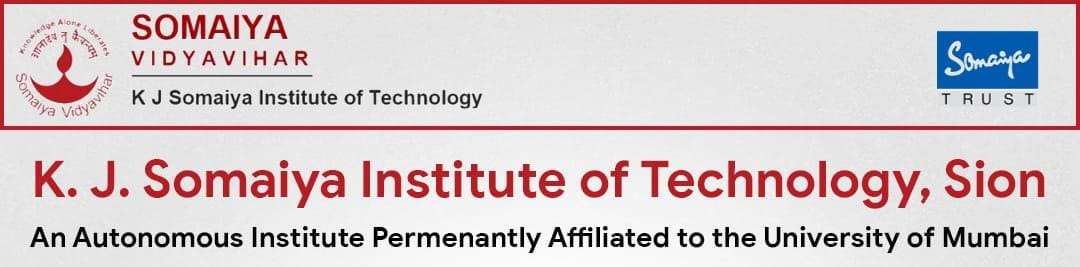 Knowledge Alone Liberates
ज्ञानादेव तु कैवल्यम्
Somaiya Vidyavihar
SOMAIYA
VIDYAVIHAR
K J Somaiya Institute of Technology
Somaiya
TRUST
K. J. Somaiya Institute of Technology, Sion
An Autonomous Institute Permenantly Affiliated to the University of Mumbai